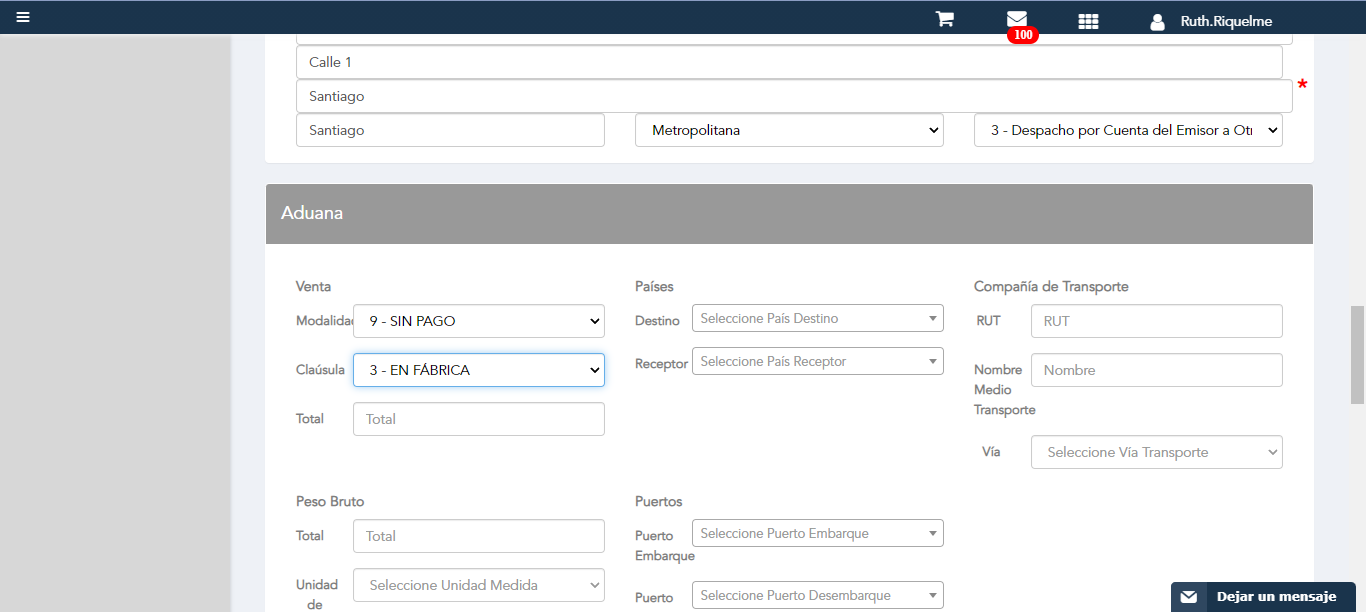 Ruth.Riquelme
100
Calle 1
Santiago
*
Santiago
Metropolitana
3 - Despacho por Cuenta del Emisor a Otr
Aduana
Venta
Modalidad
9 - SIN PAGO
Claúsula
3 - EN FÁBRICA
Total
Total
Países
Destino
Seleccione País Destino
Receptor
Seleccione País Receptor
Compañía de Transporte
RUT
RUT
Nombre
Medio
Transporte
Nombre
Vía
Seleccione Vía Transporte
Peso Bruto
Total
Total
Unidad
de
Seleccione Unidad Medida
Puertos
Puerto
Embarque
Seleccione Puerto Embarque
Puerto
Seleccione Puerto Desembarque
Dejar un mensaje